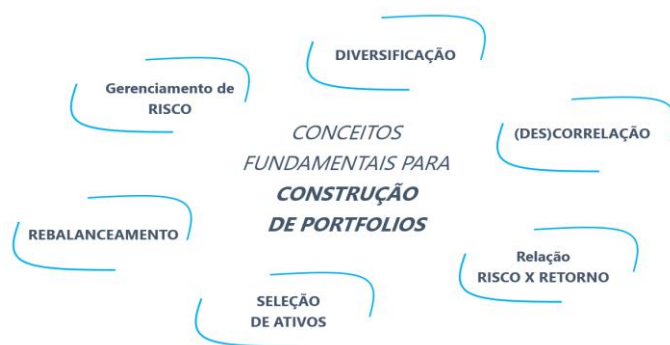 CONCEITOS
FUNDAMENTAIS PARA
CONSTRUÇÃO
DE PORTFOLIOS
DIVERSIFICAÇÃO
(DES)CORRELAÇÃO
Relação
RISCO X RETORNO
SELEÇÃO
DE ATIVOS
REBALANCEAMENTO
Gerenciamento de
RISCO